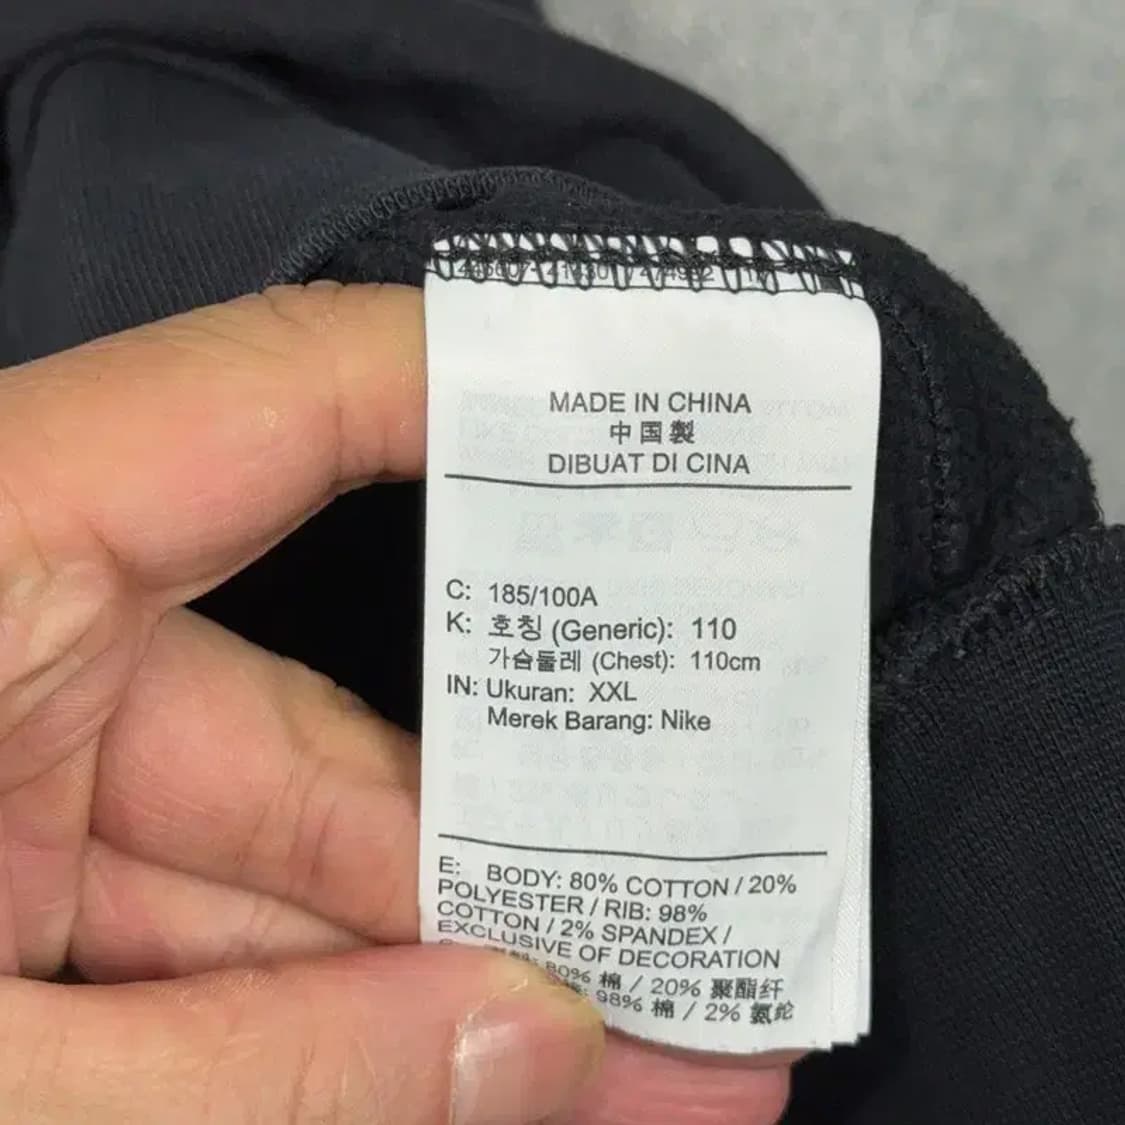 MADE IN CHINA
中国製
DIBUAT DI CINA
C: 185/100A
K: 호칭 (Generic): 110
가슴둘레 (Chest): 110cm
IN: Ukuran: XXL
Merek Barang: Nike
E: BODY: 80% COTTON / 20%
POLYESTER / RIB: 98%
COTTON / 2% SPANDEX /
EXCLUSIVE OF DECORATION
80% 棉 / 20% 聚酯纤
98% 棉 / 2% 氨纶